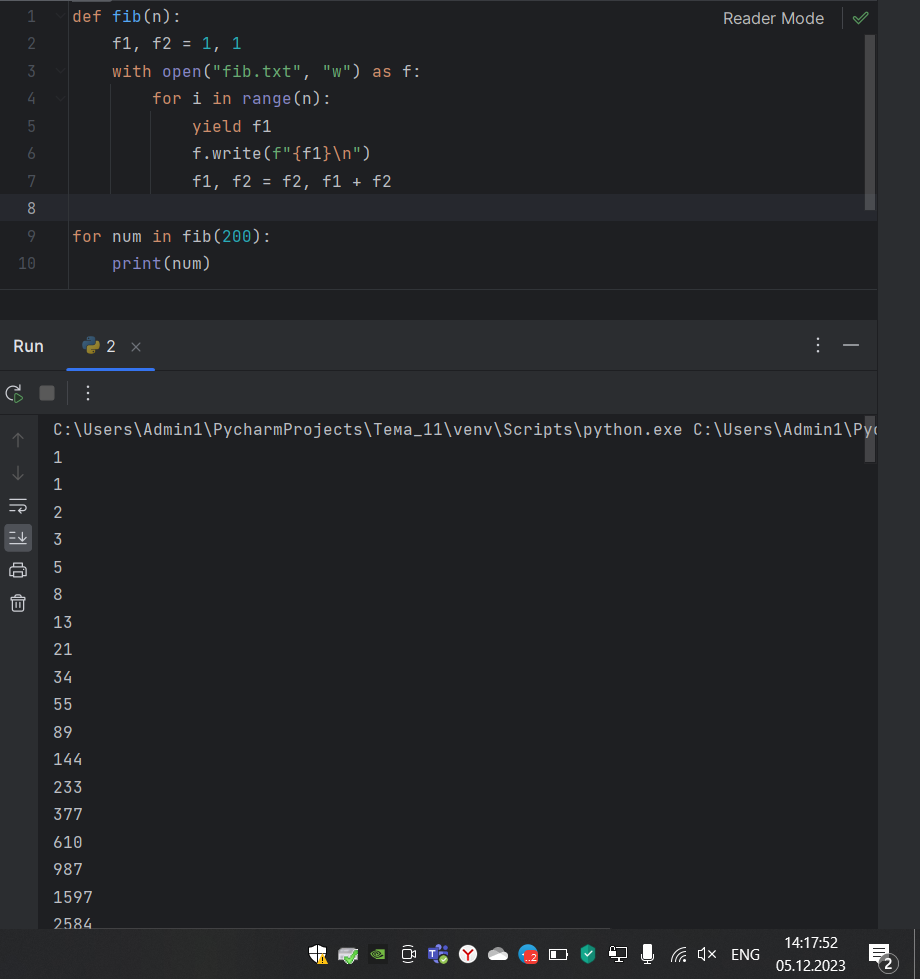 1 def fib(n):
Reader Mode
2 f1, f2 = 1, 1
3 with open("fib.txt", "w") as f:
4 for i in range(n):
5 yield f1
6 f.write(f"{f1}\n")
7 f1, f2 = f2, f1 + f2
8
9 for num in fib(200):
10 print(num)
Run 2
C:\Users\Admin1\PycharmProjects\Тема_11\venv\Scripts\python.exe C:\Users\Admin1\Pyc
1
1
2
3
5
8
13
21
34
55
89
144
233
377
610
987
1597
2584
ENG
14:17:52
05.12.2023
2